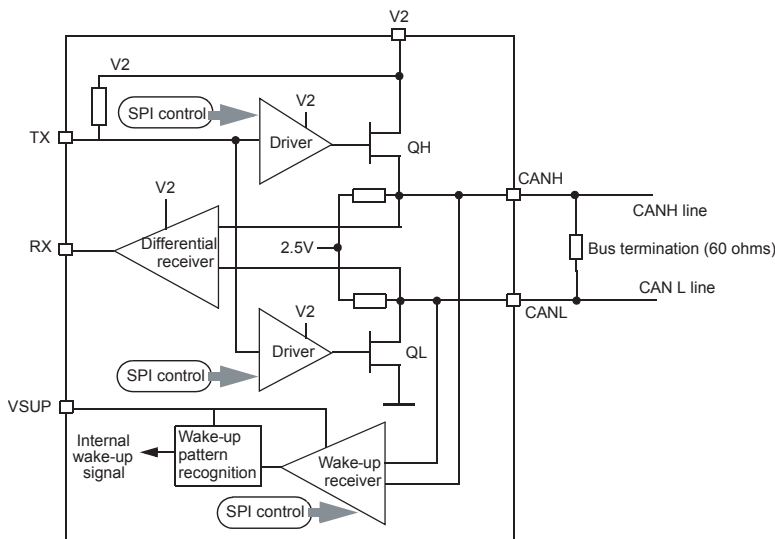 V2
V2
SPI control
V2
TX
Driver
QH
CANH
V2
CANH line
RX
Differential
receiver
2.5V
Bus termination (60 ohms)
CAN L line
V2
CANL
Driver
QL
SPI control
VSUP
Internal
wake-up
signal
Wake-up
pattern
recognition
Wake-up
receiver
SPI control